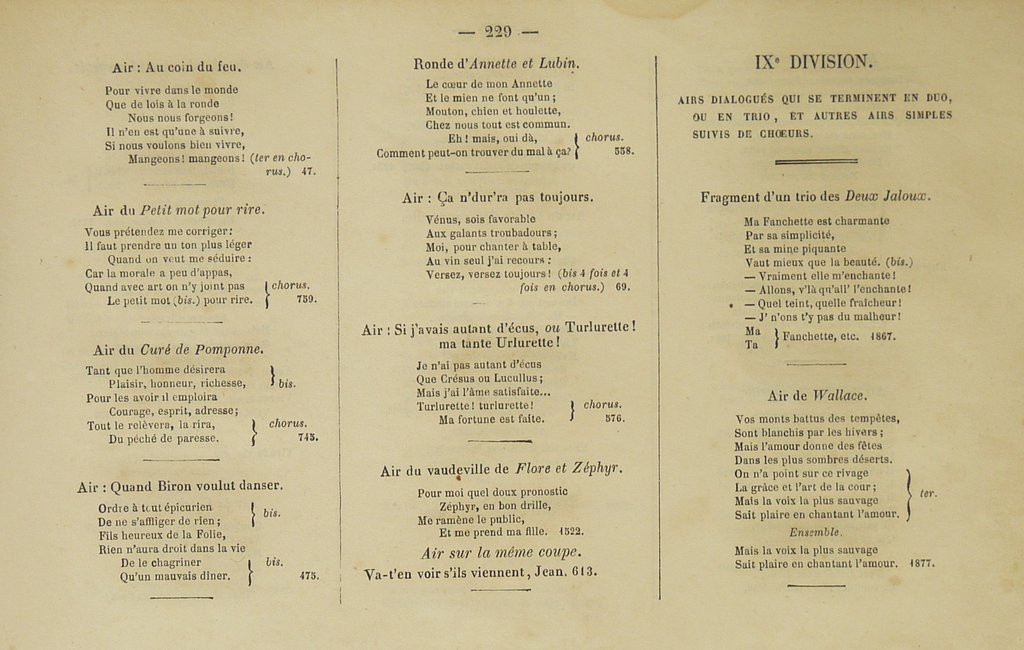 — 229 —
Air : Au coin du feu.
Pour vivre dans le monde
Que de lois à la ronde
Nous nous forgeons !
Il n'en est qu'une à suivre,
Si nous voulons bien vivre,
Mangeons ! mangeons ! (ter en cho-
rus.) 47.
Air du Petit mot pour rire.
Vous prétendez me corriger :
Il faut prendre un ton plus léger
Quand on veut me séduire :
Car la morale a peu d'appas,
Quand avec art on n'y joint pas } chorus.
Le petit mot (bis.) pour rire. } 759.
Air du Curé de Pomponne.
Tant que l'homme désirera
Plaisir, honneur, richesse, } bis.
Pour les avoir il emploira
Courage, esprit, adresse ;
Tout le relèvera, la rira, } chorus.
Du péché de paresse. } 745.
Air : Quand Biron voulut danser.
Ordre à tout épicurien
De ne s'affliger de rien ; } bis.
Fils heureux de la Folie,
Rien n'aura droit dans la vie
De le chagriner } bis.
Qu'un mauvais dîner. } 475.
Ronde d'Annette et Lubin.
Le cœur de mon Annette
Et le mien ne font qu'un ;
Mouton, chien et houlette,
Chez nous tout est commun.
Eh ! mais, oui dà, } chorus.
Comment peut-on trouver du mal à ça ? } 558.
Air : Ça n'dur'ra pas toujours.
Vénus, sois favorable
Aux galants troubadours ;
Moi, pour chanter à table,
Au vin seul j'ai recours :
Versez, versez toujours ! (bis 4 fois et 4
fois en chorus.) 69.
Air : Si j'avais autant d'écus, ou Turlurette !
ma tante Urlurette !
Je n'ai pas autant d'écus
Que Crésus ou Lucullus ;
Mais j'ai l'âme satisfaite...
Turlurette ! turlurette ! } chorus.
Ma fortune est faite. } 576.
Air du vaudeville de Flore et Zéphyr.
Pour moi quel doux pronostic
Zéphyr, en bon drille,
Me ramène le public,
Et me prend ma fille. 1522.
Air sur la même coupe.
Va-t'en voir s'ils viennent, Jean. 613.
IXe DIVISION.
AIRS DIALOGUÉS QUI SE TERMINENT EN DUO,
OU EN TRIO, ET AUTRES AIRS SIMPLES
SUIVIS DE CHŒURS.
Fragment d'un trio des Deux Jaloux.
Ma Fanchette est charmante
Par sa simplicité,
Et sa mine piquante
Vaut mieux que la beauté. (bis.)
— Vraiment elle m'enchante !
— Allons, v'là qu'all' l'enchante !
— Quel teint, quelle fraîcheur !
— J' n'ons t'y pas du malheur !
Ma
Ta } Fanchette, etc. 1867.
Air de Wallace.
Vos monts battus des tempêtes,
Sont blanchis par les hivers ;
Mais l'amour donne des fêtes
Dans les plus sombres déserts.
On n'a point sur ce rivage
La grâce et l'art de la cour ; } ter.
Mais la voix la plus sauvage
Sait plaire en chantant l'amour.
Ensemble.
Mais la voix la plus sauvage
Sait plaire en chantant l'amour. 1877.